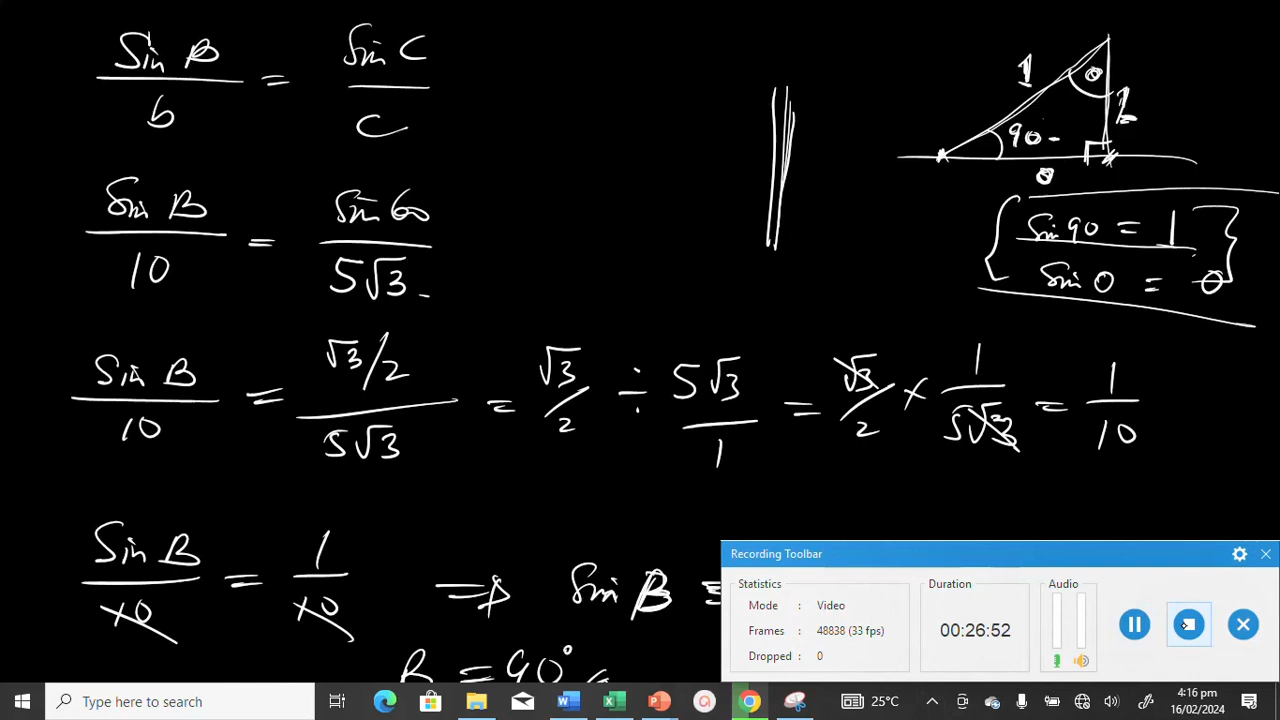 Sin B / b = Sin C / C
Sin B / 10 = Sin 60 / 5√3
Sin B / 10 = √3/2 / 5√3 = √3/2 ÷ 5√3/1 = √3/2 × 1/5√3 = 1/10
Sin B / 10 = 1/10 ⇒ Sin B =
B = 90°
1
θ
1
90 -
0
Sin 90 = 1
Sin 0 = 0
Recording Toolbar
Statistics
Mode : Video
Frames : 48838 (33 fps)
Dropped : 0
Duration
00:26:52
Audio
Type here to search
25°C
4:16 pm
16/02/2024